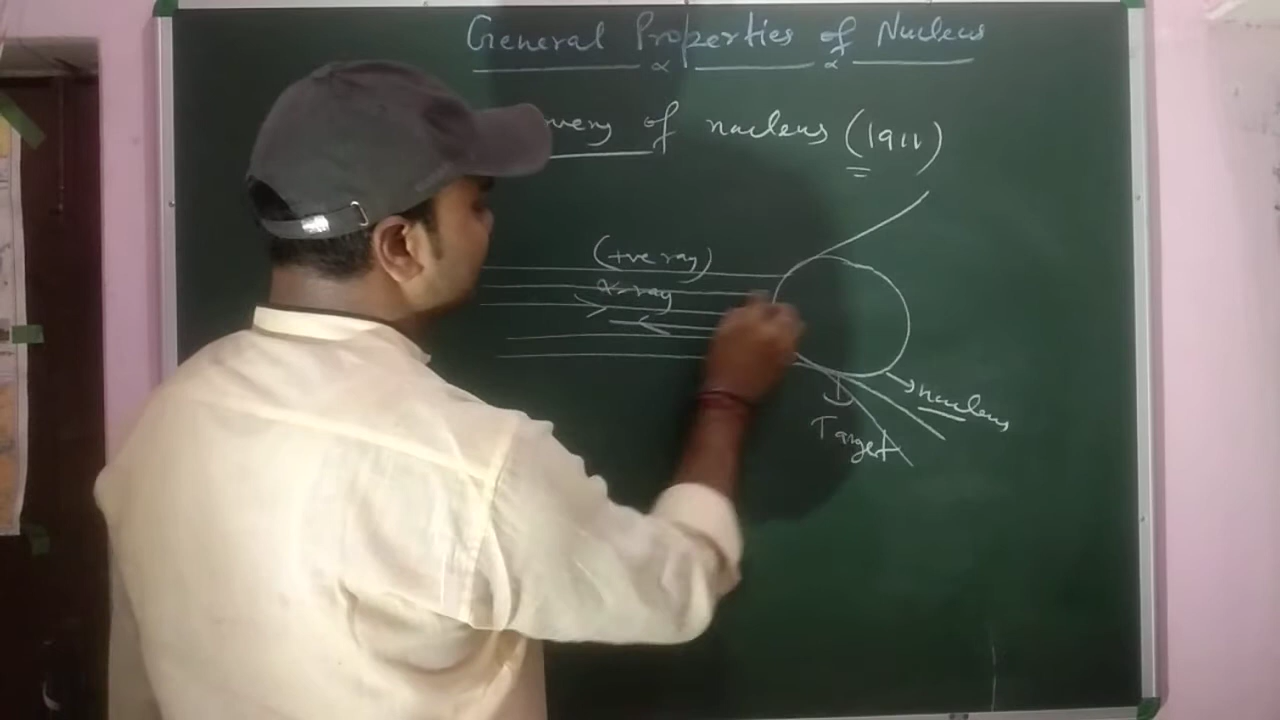 General Properties of Nucleus
of nucleus (1911)
(+ve ray)
α-ray
nucleus
Target